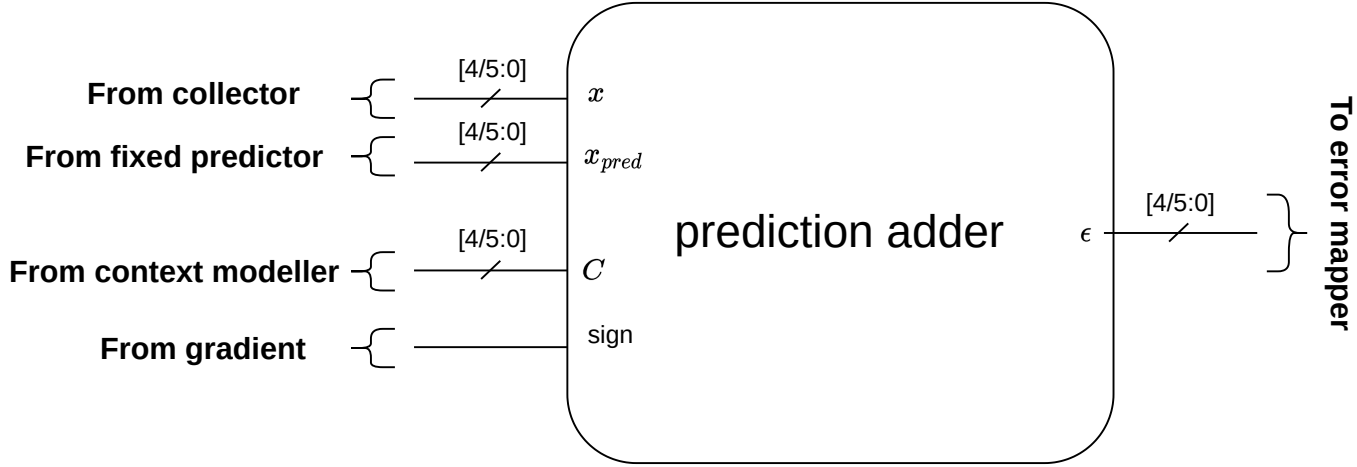 From collector
[4/5:0]
x
From fixed predictor
[4/5:0]
x_pred
prediction adder
From context modeller
[4/5:0]
C
From gradient
sign
ϵ
[4/5:0]
To error mapper